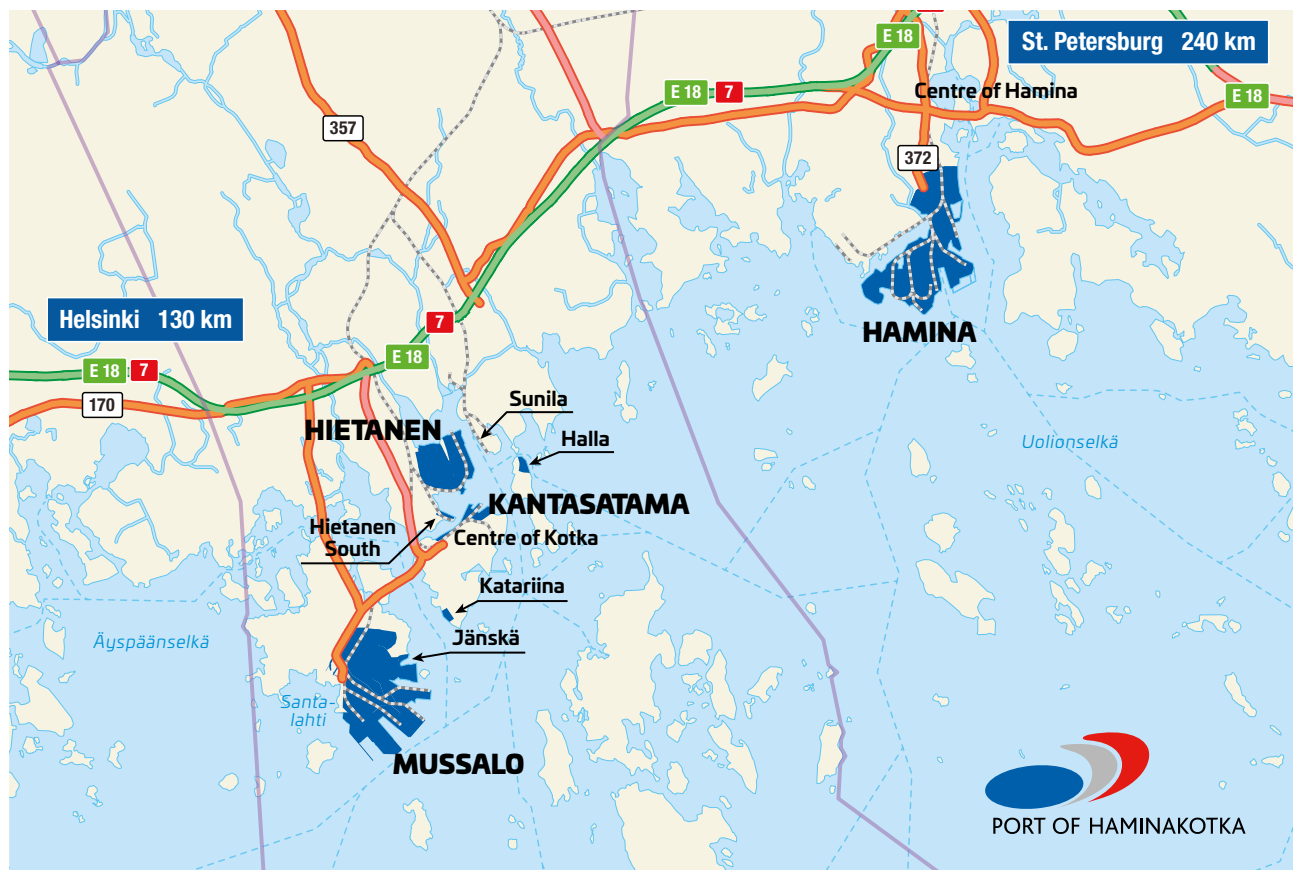 E 18
St. Petersburg 240 km
E 18
7
Centre of Hamina
E 18
357
372
HAMINA
Helsinki 130 km
7
E 18
E 18
7
170
Sunila
HIETANEN
Halla
Uolionselkä
KANTASATAMA
Hietanen
South
Centre of Kotka
Katariina
Äyspäänselkä
Jänskä
Santa-
lahti
MUSSALO
PORT OF HAMINAKOTKA